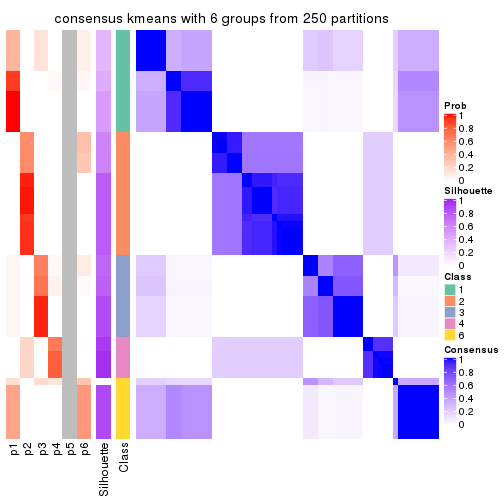 consensus kmeans with 6 groups from 250 partitions
Prob
1
0.8
0.6
0.4
0.2
0
Silhouette
1
0.8
0.6
0.4
0.2
0
Class
1
2
3
4
6
Consensus
1
0.8
0.6
0.4
0.2
0
p1
p2
p3
p4
p5
p6
Silhouette
Class